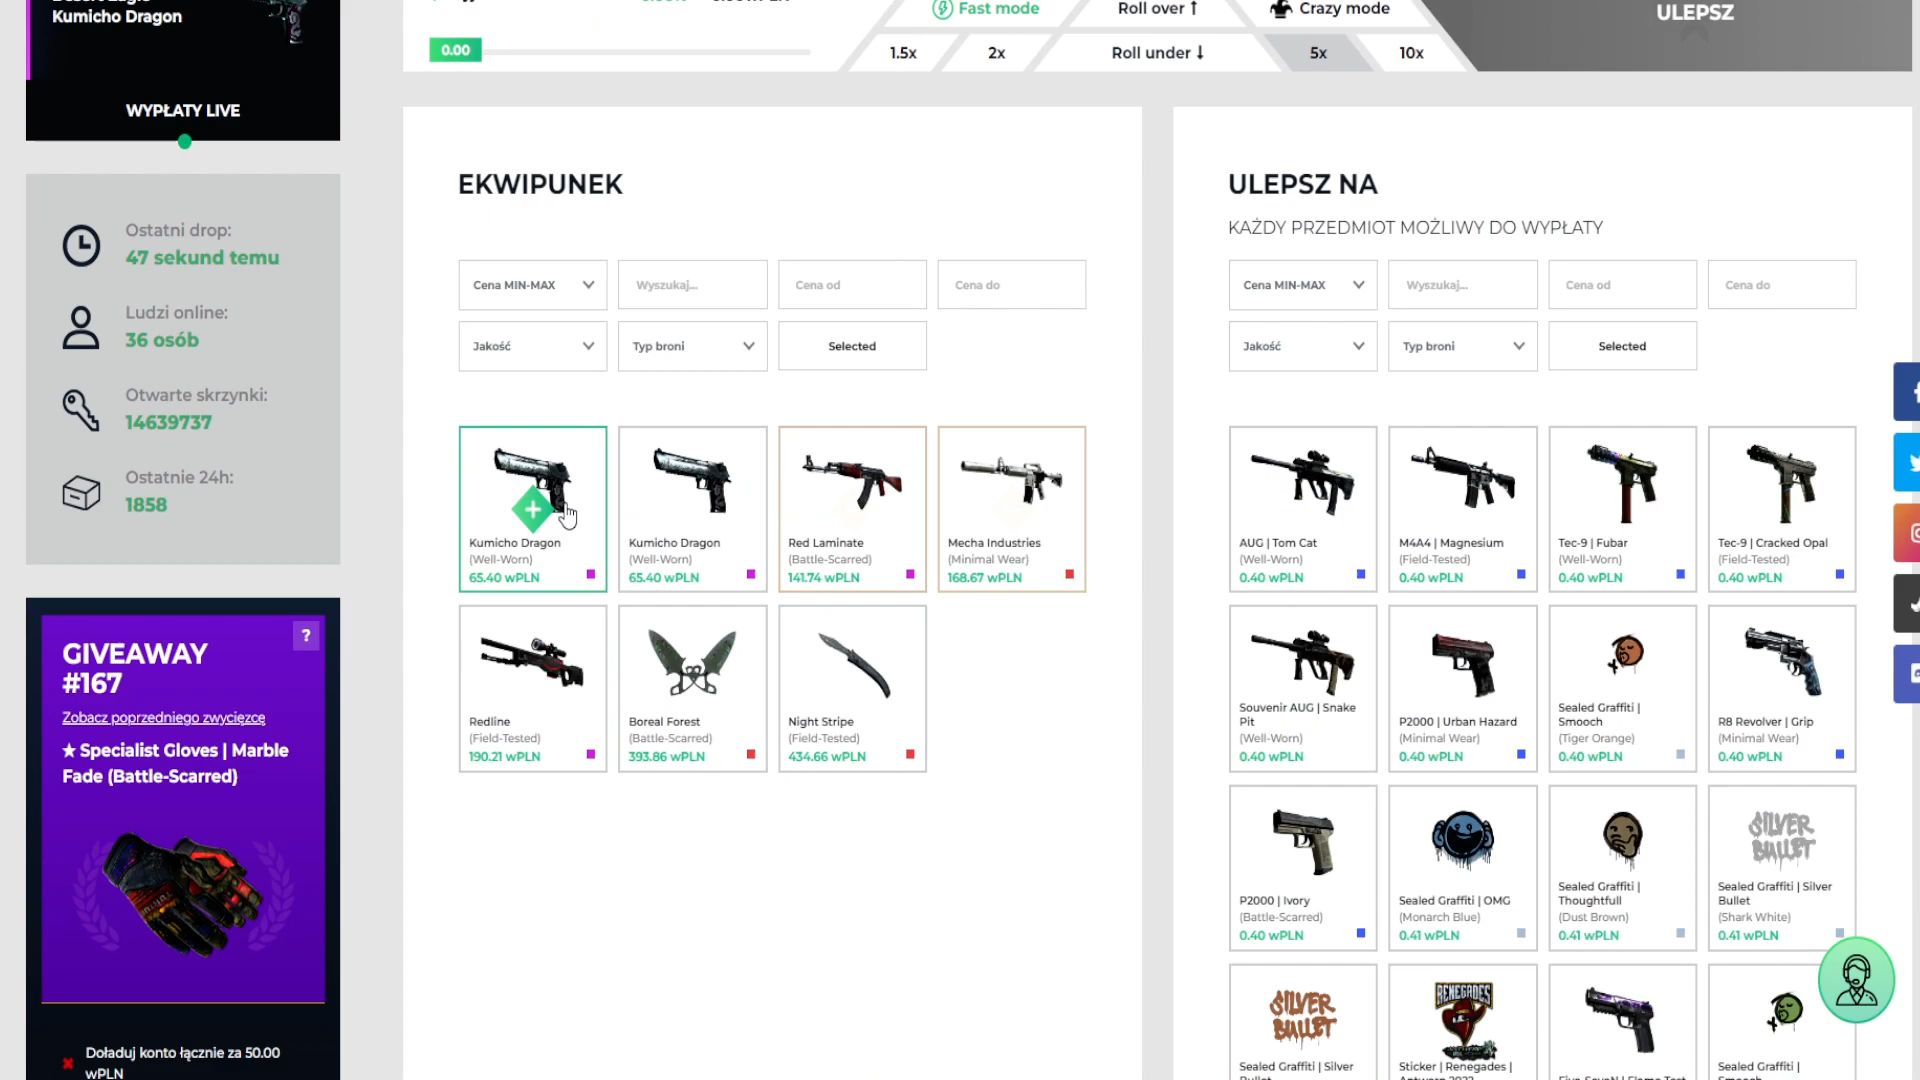 Kumicho Dragon
WYPŁATY LIVE
Ostatni drop:
47 sekund temu
Ludzi online:
36 osób
Otwarte skrzynki:
14639737
Ostatnie 24h:
1858
GIVEAWAY
#167
?
Zobacz poprzedniego zwycięzcę
★ Specialist Gloves | Marble
Fade (Battle-Scarred)
Doładuj konto łącznie za 50.00
wPLN
0.00
Fast mode
Roll over
Crazy mode
1.5x
2x
Roll under
5x
10x
ULEPSZ
EKWIPUNEK
Cena MIN-MAX
Wyszukaj...
Cena od
Cena do
Jakość
Typ broni
Selected
Kumicho Dragon
(Well-Worn)
65.40 wPLN
Kumicho Dragon
(Well-Worn)
65.40 wPLN
Red Laminate
(Battle-Scarred)
141.74 wPLN
Mecha Industries
(Minimal Wear)
168.67 wPLN
Redline
(Field-Tested)
190.21 wPLN
Boreal Forest
(Battle-Scarred)
393.86 wPLN
Night Stripe
(Field-Tested)
434.66 wPLN
ULEPSZ NA
KAŻDY PRZEDMIOT MOŻLIWY DO WYPŁATY
Cena MIN-MAX
Wyszukaj...
Cena od
Cena do
Jakość
Typ broni
Selected
AUG | Tom Cat
(Well-Worn)
0.40 wPLN
M4A4 | Magnesium
(Field-Tested)
0.40 wPLN
Tec-9 | Fubar
(Well-Worn)
0.40 wPLN
Tec-9 | Cracked Opal
(Field-Tested)
0.40 wPLN
Souvenir AUG | Snake
Pit
(Well-Worn)
0.40 wPLN
P2000 | Urban Hazard
(Minimal Wear)
0.40 wPLN
Sealed Graffiti |
Smooch
(Tiger Orange)
0.40 wPLN
R8 Revolver | Grip
(Minimal Wear)
0.40 wPLN
P2000 | Ivory
(Battle-Scarred)
0.40 wPLN
Sealed Graffiti | OMG
(Monarch Blue)
0.41 wPLN
Sealed Graffiti |
Thoughtfull
(Dust Brown)
0.41 wPLN
SILVER
BULLET
Sealed Graffiti | Silver
Bullet
(Shark White)
0.41 wPLN
SILVER
BULLET
Sealed Graffiti | Silver
RENEGADES
Sticker | Renegades |
Sealed Graffiti |